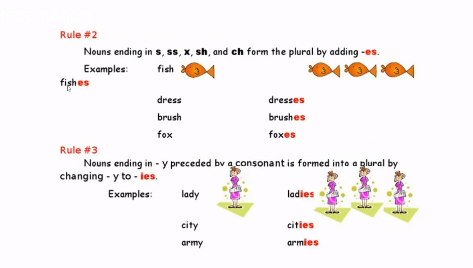 Rule #2
Nouns ending in s, ss, x, sh, and ch form the plural by adding -es.
Examples: fish
fishes
dress dresses
brush brushes
fox foxes
Rule #3
Nouns ending in - y preceded by a consonant is formed into a plural by
changing - y to - ies.
Examples: lady ladies
city cities
army armies